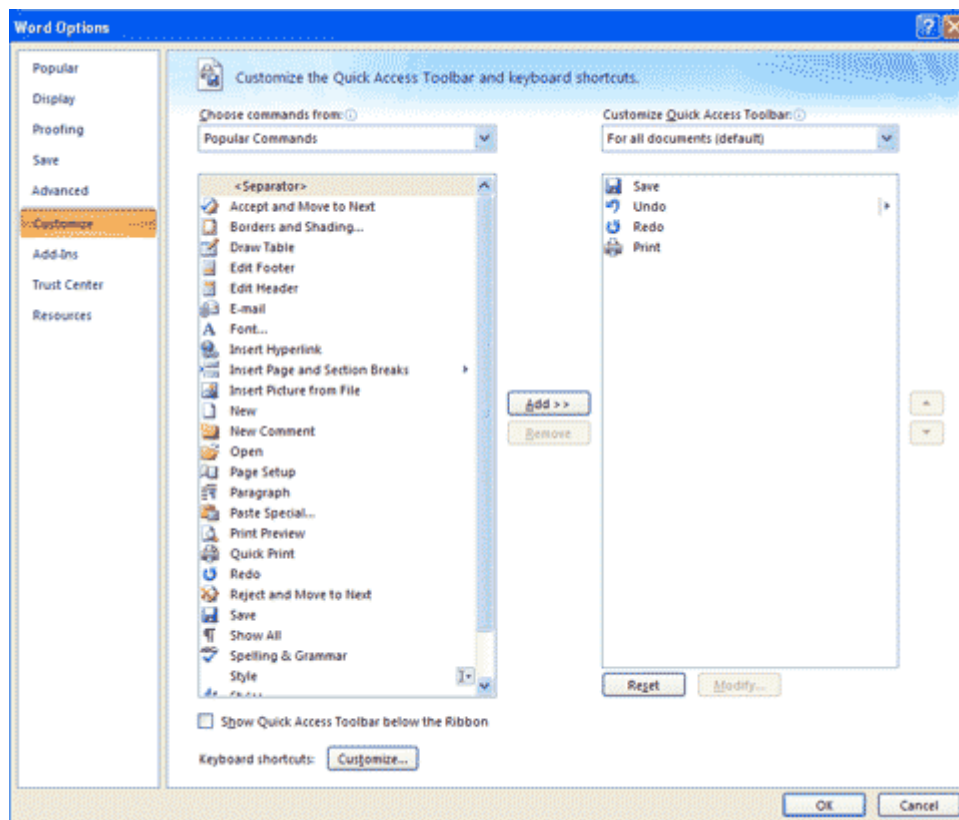 Word Options
Popular
Display
Proofing
Save
Advanced
Customize
Add-Ins
Trust Center
Resources
Customize the Quick Access Toolbar and keyboard shortcuts.
Choose commands from:
Popular Commands
<Separator>
Accept and Move to Next
Borders and Shading...
Draw Table
Edit Footer
Edit Header
E-mail
Font...
Insert Hyperlink
Insert Page and Section Breaks
Insert Picture from File
New
New Comment
Open
Page Setup
Paragraph
Paste Special...
Print Preview
Quick Print
Redo
Reject and Move to Next
Save
Show All
Spelling & Grammar
Style
Add >>
Remove
Customize Quick Access Toolbar:
For all documents (default)
Save
Undo
Redo
Print
Reset
Modify...
Show Quick Access Toolbar below the Ribbon
Keyboard shortcuts: Customize...
OK
Cancel